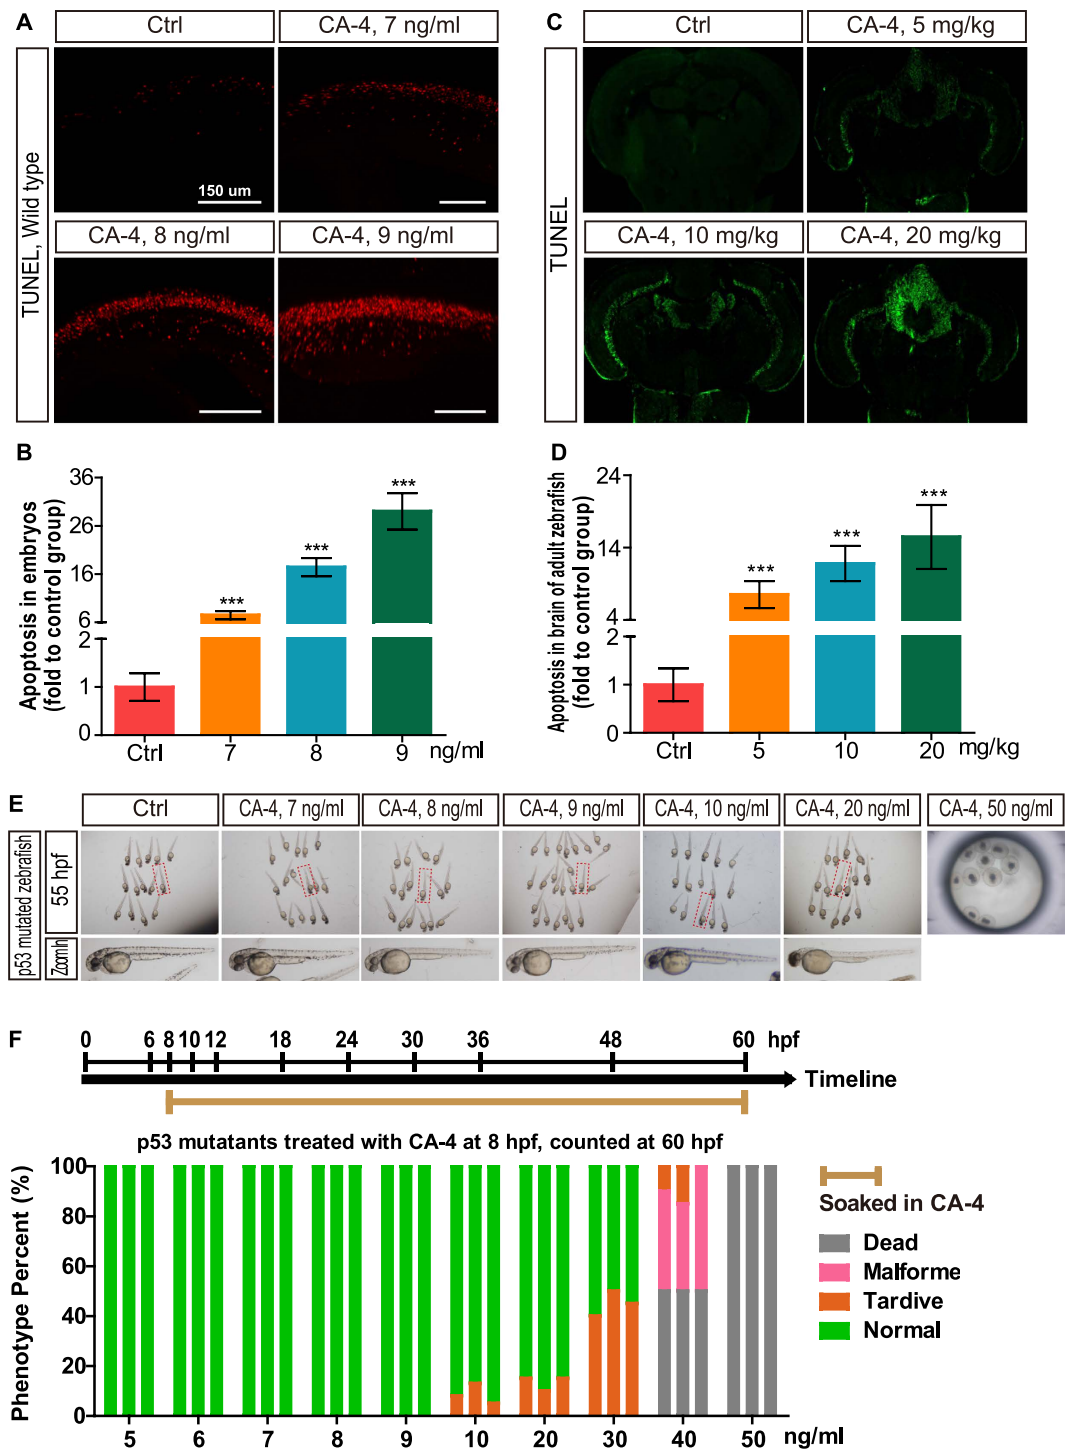 A
Ctrl
CA-4, 7 ng/ml
TUNEL, Wild type
150 um
CA-4, 8 ng/ml
CA-4, 9 ng/ml
C
Ctrl
CA-4, 5 mg/kg
TUNEL
CA-4, 10 mg/kg
CA-4, 20 mg/kg
B
Apoptosis in embryos
(fold to control group)
36
26
16
6
2
1
0
***
***
***
Ctrl 7 8 9 ng/ml
D
Apoptosis in brain of adult zebrafish
(fold to control group)
24
14
4
2
1
0
***
***
***
Ctrl 5 10 20 mg/kg
E
Ctrl
CA-4, 7 ng/ml
CA-4, 8 ng/ml
CA-4, 9 ng/ml
CA-4, 10 ng/ml
CA-4, 20 ng/ml
CA-4, 50 ng/ml
p53 mutated zebrafish
55 hpf
ZoomIn
F
0 6 8 10 12 18 24 30 36 48 60 hpf
Timeline
p53 mutatants treated with CA-4 at 8 hpf, counted at 60 hpf
Phenotype Percent (%)
100
80
60
40
20
0
5 6 7 8 9 10 20 30 40 50 ng/ml
Soaked in CA-4
Dead
Malforme
Tardive
Normal